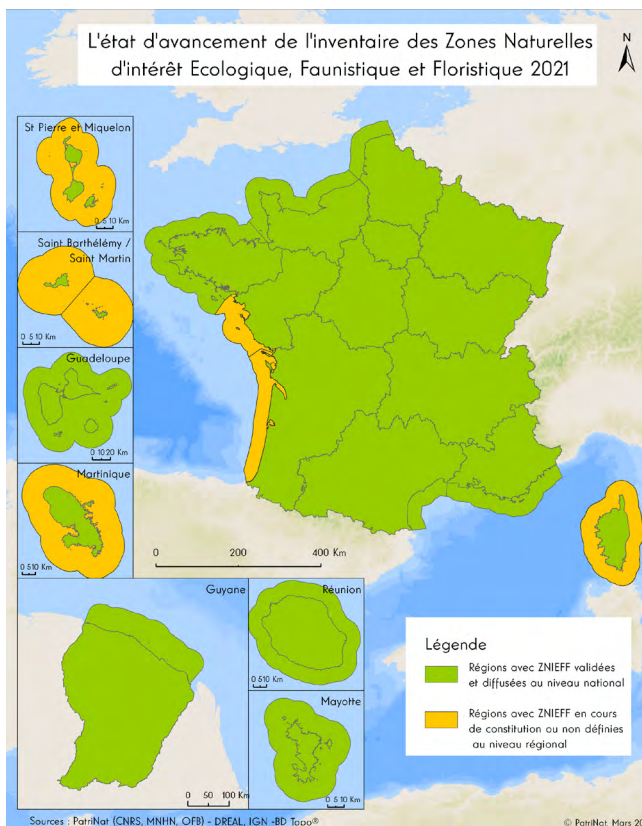 L'état d'avancement de l'inventaire des Zones Naturelles
d'intérêt Ecologique, Faunistique et Floristique 2021
N
St Pierre et Miquelon
0 5 10 Km
Saint Barthélémy /
Saint Martin
0 5 10 Km
Guadeloupe
0 10 20 Km
Martinique
0 510 Km
0 200 400 Km
Guyane
0 50 100 Km
Réunion
0 510 Km
Mayotte
0 5 10 Km
Légende
Régions avec ZNIEFF validées
et diffusées au niveau national
Régions avec ZNIEFF en cours
de constitution ou non définies
au niveau régional
Sources : PatriNat (CNRS, MNHN, OFB) - DREAL, IGN -BD Topo®
© PatriNat, Mars 20